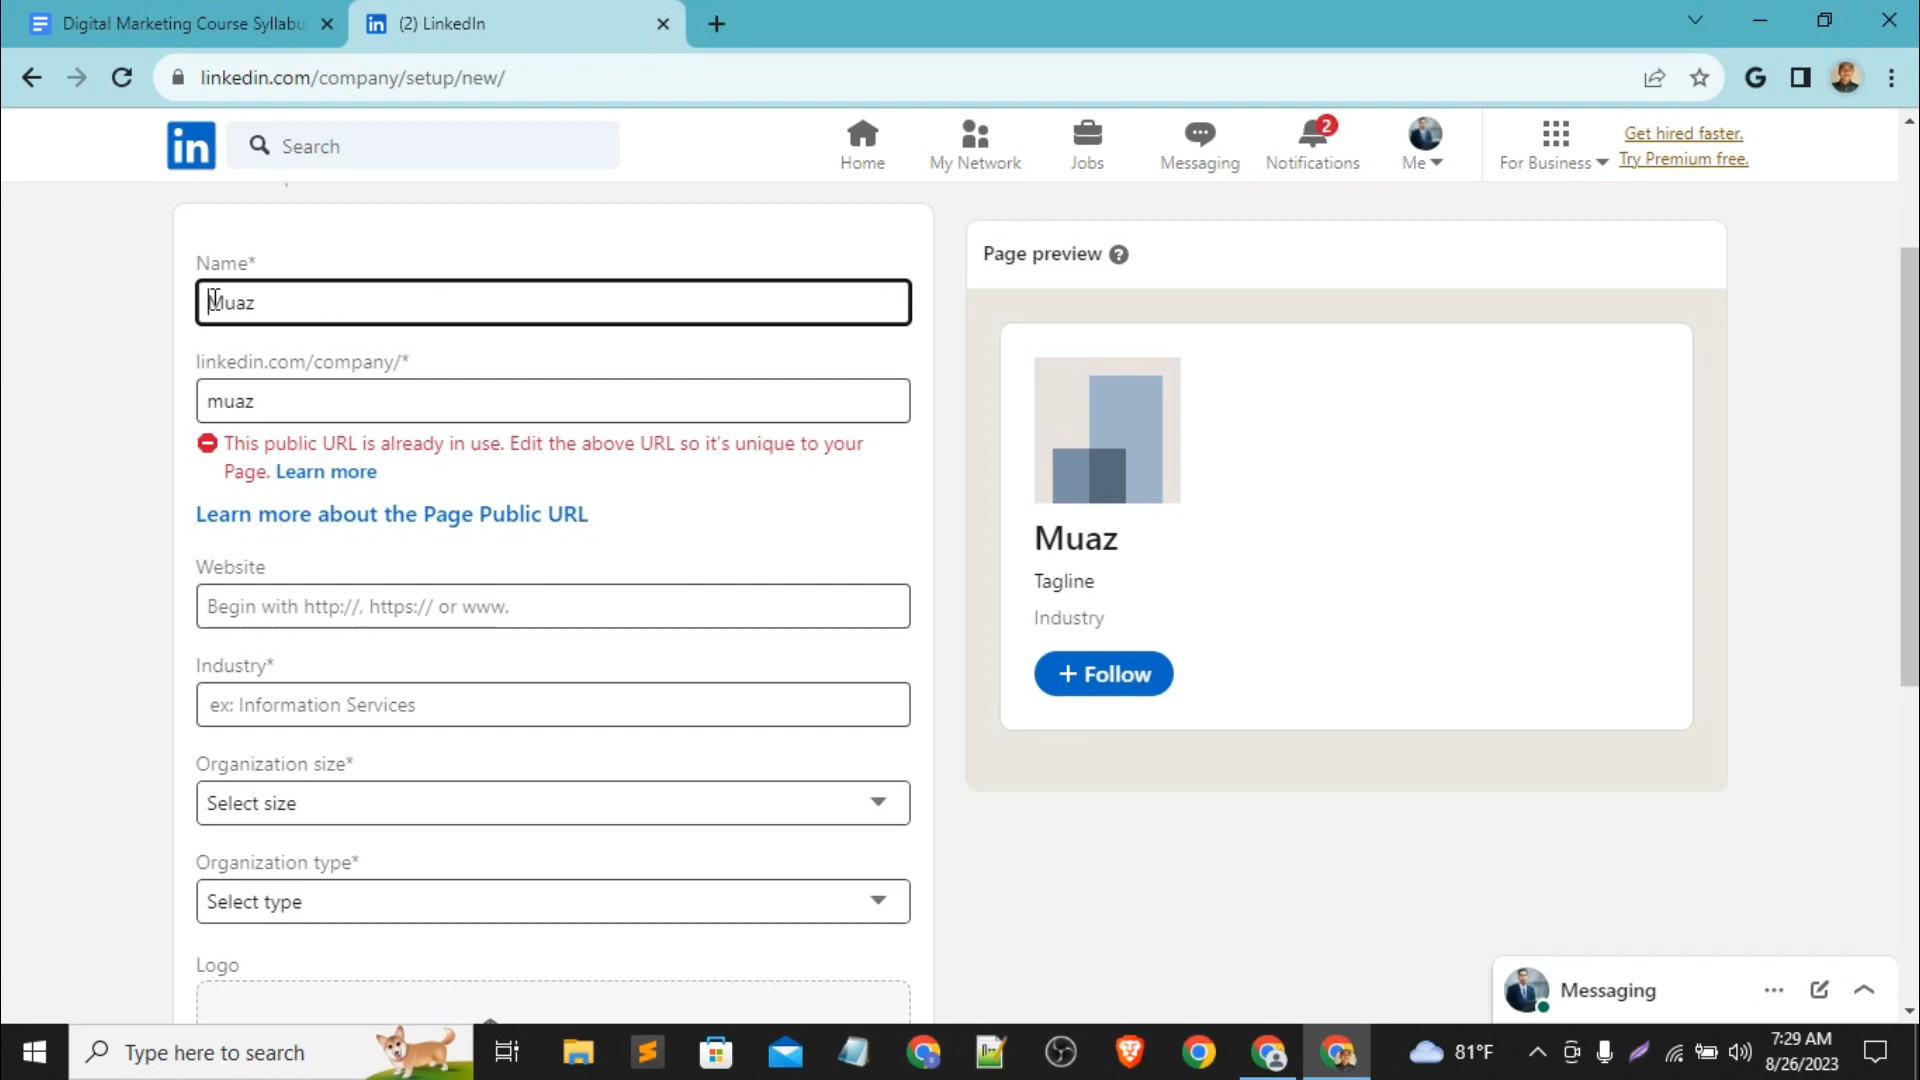 Digital Marketing Course Syllabu
(2) LinkedIn
linkedin.com/company/setup/new/
G
in
Search
Home
My Network
Jobs
Messaging
2
Notifications
Me
For Business
Get hired faster.
Try Premium free.
Name*
Muaz
linkedin.com/company/*
muaz
This public URL is already in use. Edit the above URL so it's unique to your
Page. Learn more
Learn more about the Page Public URL
Website
Begin with http://, https:// or www.
Industry*
ex: Information Services
Organization size*
Select size
Organization type*
Select type
Logo
Page preview
Muaz
Tagline
Industry
+ Follow
Messaging
Type here to search
81°F
7:29 AM
8/26/2023